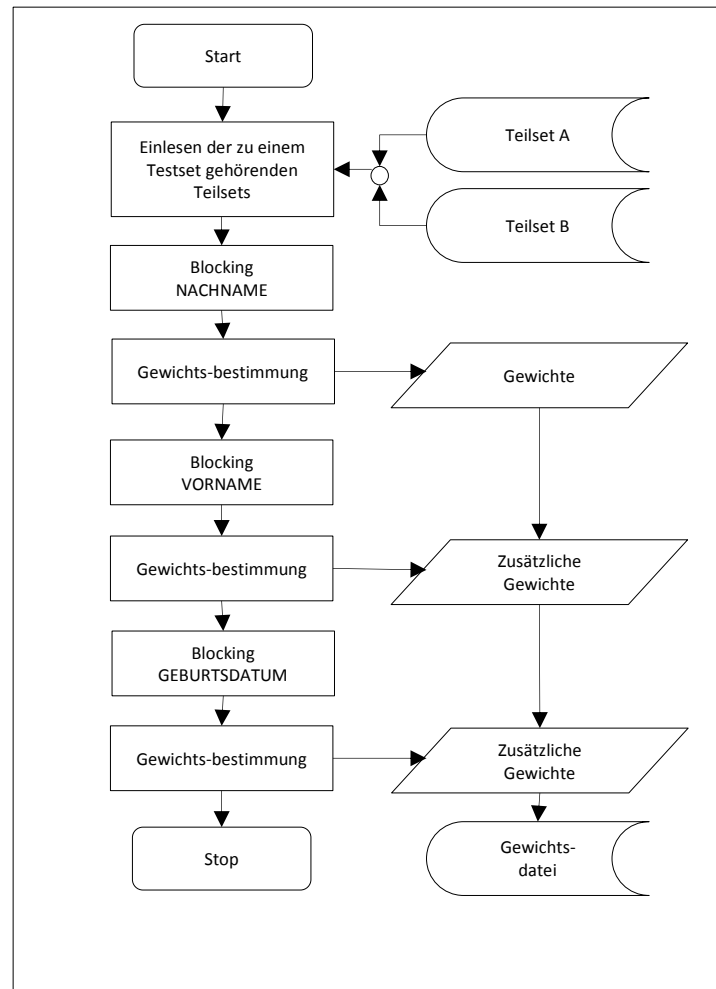 Start
Einlesen der zu einem
Testset gehörenden
Teilsets
Teilset A
Teilset B
Blocking
NACHNAME
Gewichts-bestimmung
Gewichte
Blocking
VORNAME
Gewichts-bestimmung
Zusätzliche
Gewichte
Blocking
GEBURTSDATUM
Gewichts-bestimmung
Zusätzliche
Gewichte
Stop
Gewichts-
datei